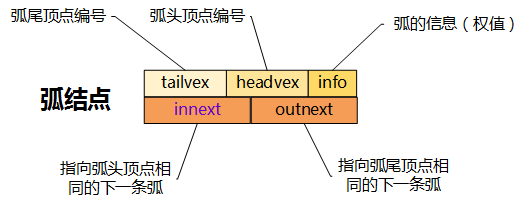 弧尾顶点编号
弧头顶点编号
弧的信息（权值）
弧结点
tailvex headvex info
innext outnext
指向弧头顶点相
同的下一条弧
指向弧尾顶点相
同的下一条弧